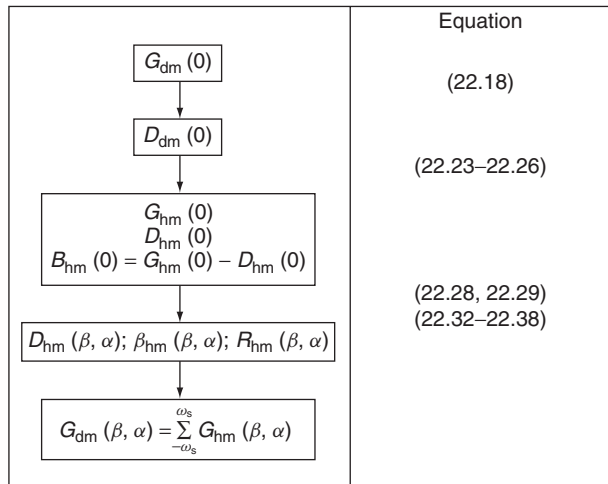 Equation
G_dm (0)
(22.18)
D_dm (0)
(22.23–22.26)
G_hm (0)
D_hm (0)
B_hm (0) = G_hm (0) – D_hm (0)
(22.28, 22.29)
(22.32–22.38)
D_hm (β, α); β_hm (β, α); R_hm (β, α)
G_dm (β, α) = ∑_{-ω_s}^{ω_s} G_hm (β, α)